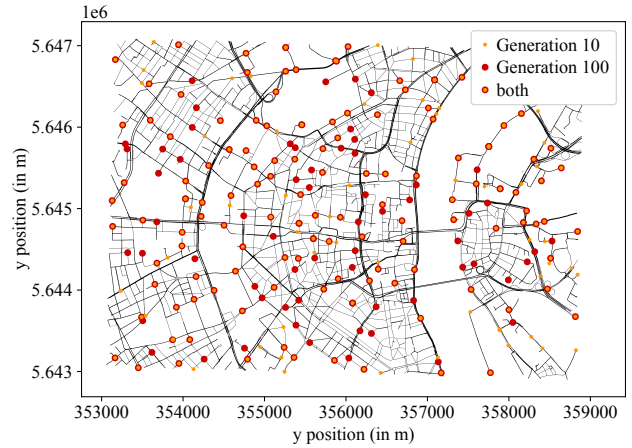 1e6
5.647
5.646
5.645
5.644
5.643
y position (in m)
Generation 10
Generation 100
both
353000 354000 355000 356000 357000 358000 359000
y position (in m)